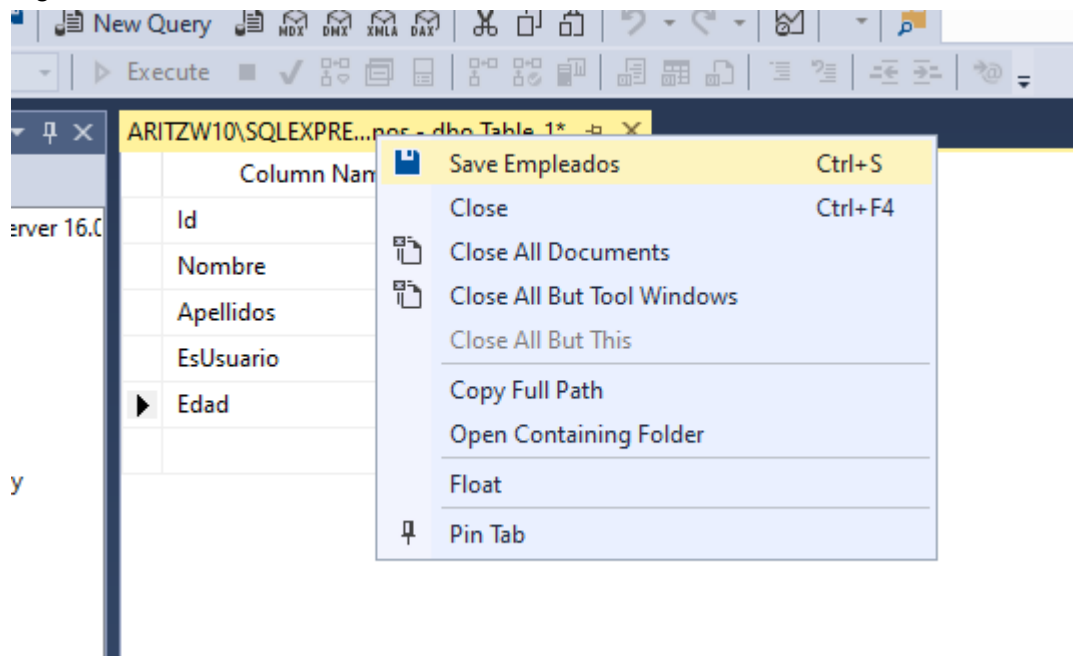 New Query MDX DMX XMLA DAX
Execute
ARITZW10\SQLEXPRE...nos - dbo.Table_1*
Column Nam
erver 16.0
Id
Nombre
Apellidos
EsUsuario
Edad
y
Save Empleados Ctrl+S
Close Ctrl+F4
Close All Documents
Close All But Tool Windows
Close All But This
Copy Full Path
Open Containing Folder
Float
Pin Tab